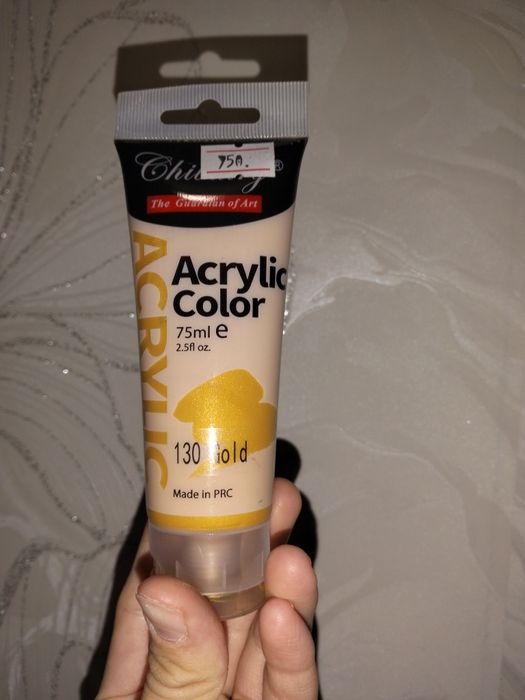 750.
The Guardian of Art
ACRYLIC
Acrylic
Color
75ml e
2.5fl oz.
130 Gold
Made in PRC